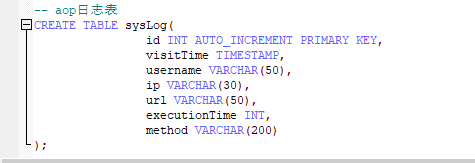 -- aop日志表
CREATE TABLE sysLog(
id INT AUTO_INCREMENT PRIMARY KEY,
visitTime TIMESTAMP,
username VARCHAR(50),
ip VARCHAR(30),
url VARCHAR(50),
executionTime INT,
method VARCHAR(200)
);